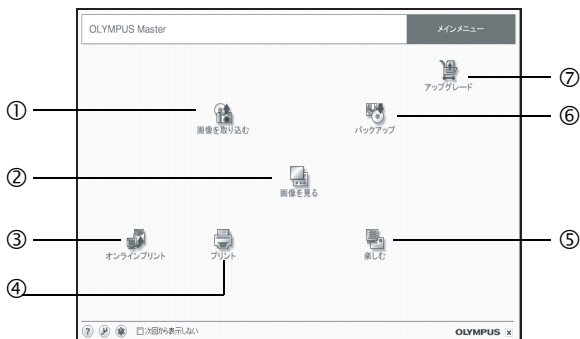 OLYMPUS Master
メインメニュー
⑦
アップグレード
①
画像を取り込む
⑥
バックアップ
②
画像を見る
③
オンラインプリント
プリント
⑤
楽しむ
④
? □次回から表示しない
OLYMPUS x